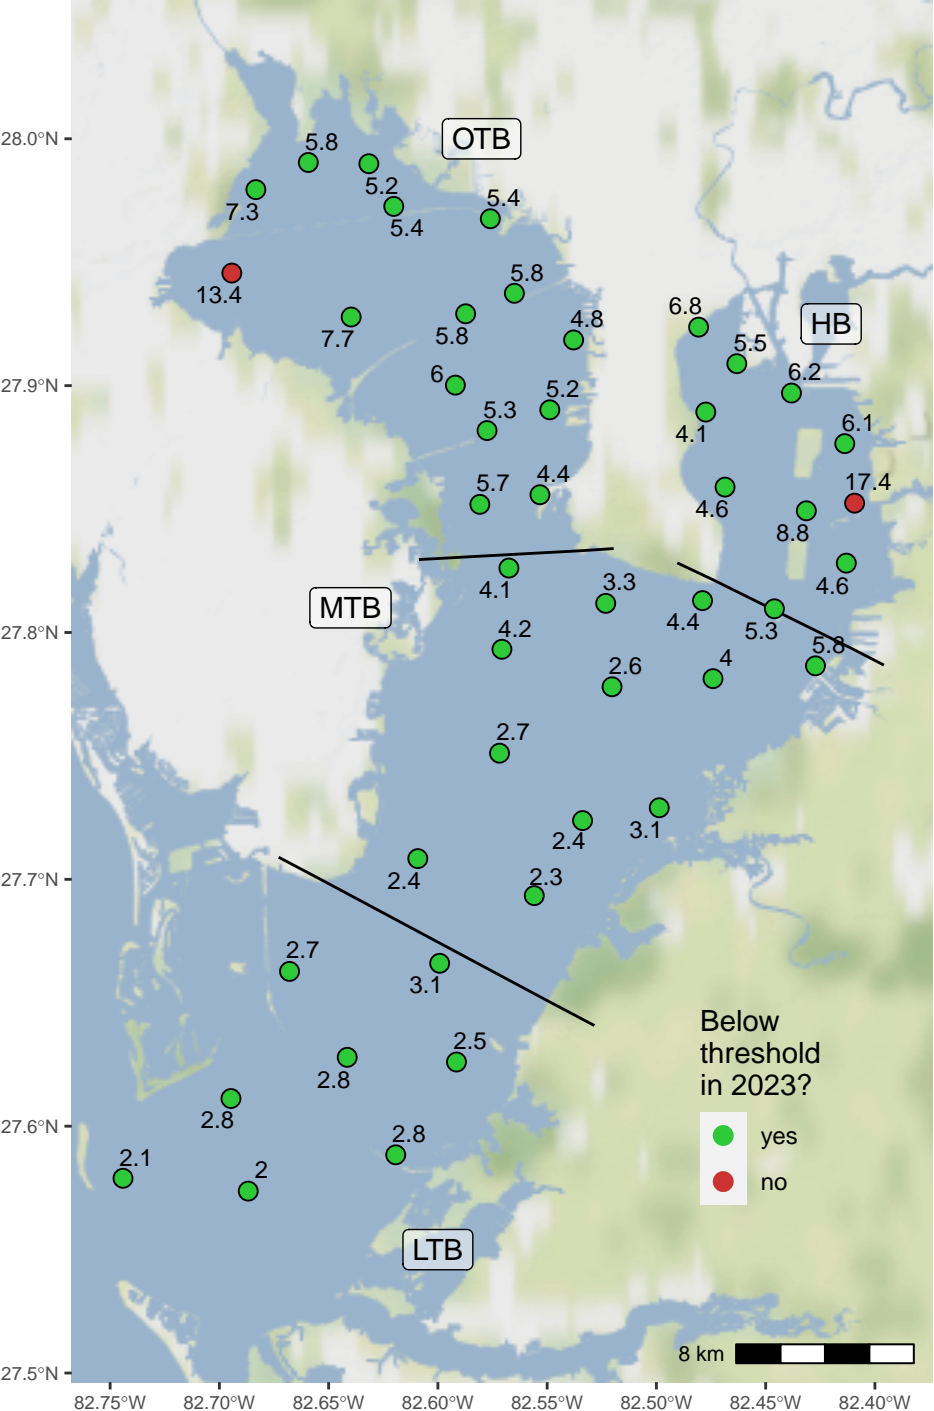 28.0°N
5.8
OTB
5.2
7.3
5.4
5.4
13.4
5.8
7.7
5.8
4.8
6.8
HB
5.5
27.9°N
6
5.2
6.2
5.3
4.1
6.1
5.7
4.4
17.4
4.6
8.8
4.1
3.3
4.6
MTB
4.4
5.3
27.8°N
4.2
5.8
2.6
4
2.7
2.4
3.1
27.7°N
2.4
2.3
2.7
3.1
Below
threshold
in 2023?
2.5
2.8
2.8
27.6°N
2.8
yes
2.1
2
no
LTB
8 km
27.5°N
82.75°W 82.70°W 82.65°W 82.60°W 82.55°W 82.50°W 82.45°W 82.40°W